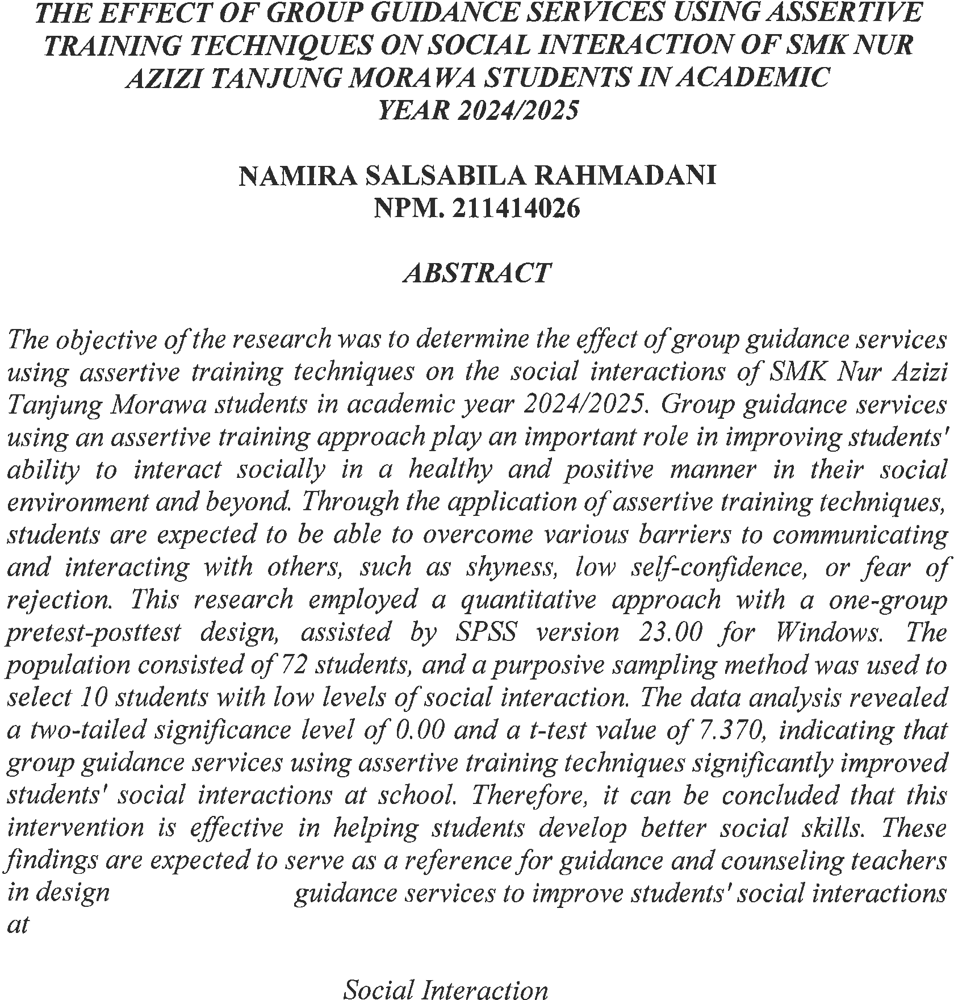 THE EFFECT OF GROUP GUIDANCE SERVICES USING ASSERTIVE
TRAINING TECHNIQUES ON SOCIAL INTERACTION OF SMK NUR
AZIZI TANJUNG MORAWA STUDENTS IN ACADEMIC
YEAR 2024/2025
NAMIRA SALSABILA RAHMADANI
NPM. 211414026
ABSTRACT
The objective of the research was to determine the effect of group guidance services
using assertive training techniques on the social interactions of SMK Nur Azizi
Tanjung Morawa students in academic year 2024/2025. Group guidance services
using an assertive training approach play an important role in improving students'
ability to interact socially in a healthy and positive manner in their social
environment and beyond. Through the application of assertive training techniques,
students are expected to be able to overcome various barriers to communicating
and interacting with others, such as shyness, low self-confidence, or fear of
rejection. This research employed a quantitative approach with a one-group
pretest-posttest design, assisted by SPSS version 23.00 for Windows. The
population consisted of 72 students, and a purposive sampling method was used to
select 10 students with low levels of social interaction. The data analysis revealed
a two-tailed significance level of 0.00 and a t-test value of 7.370, indicating that
group guidance services using assertive training techniques significantly improved
students' social interactions at school. Therefore, it can be concluded that this
intervention is effective in helping students develop better social skills. These
findings are expected to serve as a reference for guidance and counseling teachers
in design guidance services to improve students' social interactions
at
Social Interaction